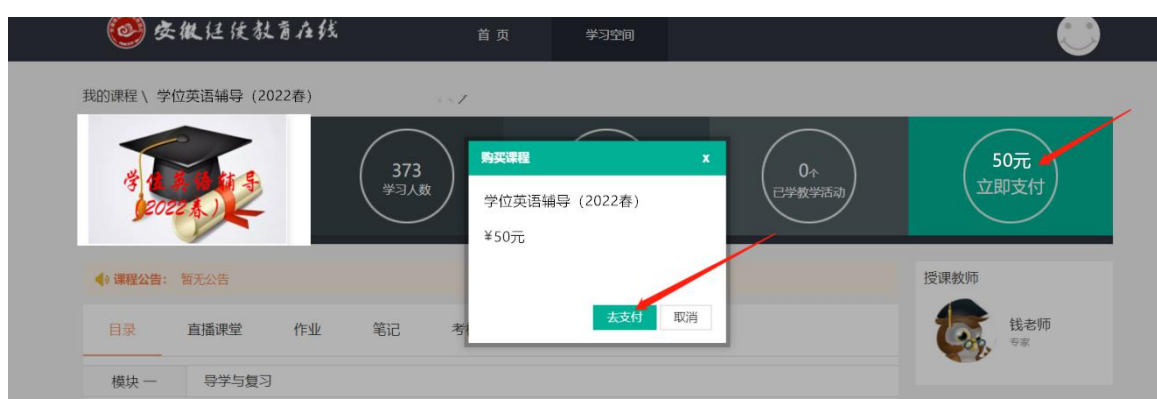 安徽继续教育在线
首 页
学习空间
我的课程 \ 学位英语辅导（2022春）
学位英语辅导
(2022春)
373
学习人数
购买课程
x
学位英语辅导（2022春）
¥50元
去支付
取消
0个
已学教学活动
50元
立即支付
课程公告： 暂无公告
目录
直播课堂
作业
笔记
模块一
导学与复习
授课教师
钱老师
专家